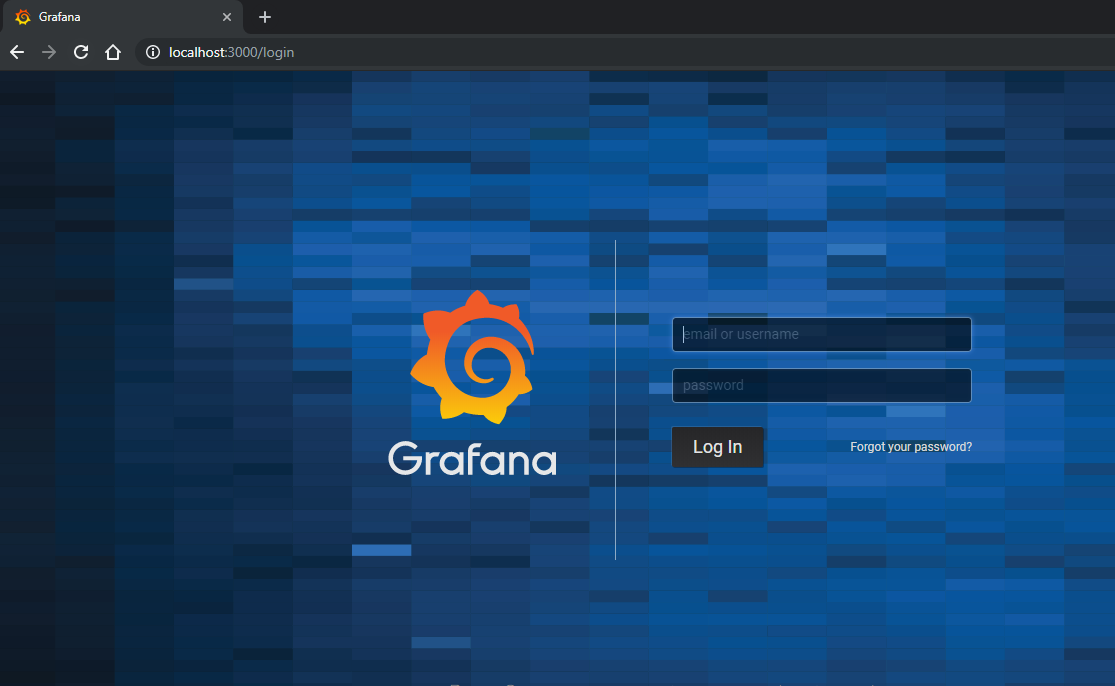 Grafana
localhost:3000/login
email or username
password
Log In
Forgot your password?
Grafana